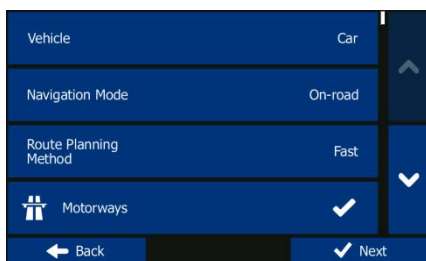 Vehicle Car
Navigation Mode On-road
Route Planning
Method Fast
Motorways
Back Next